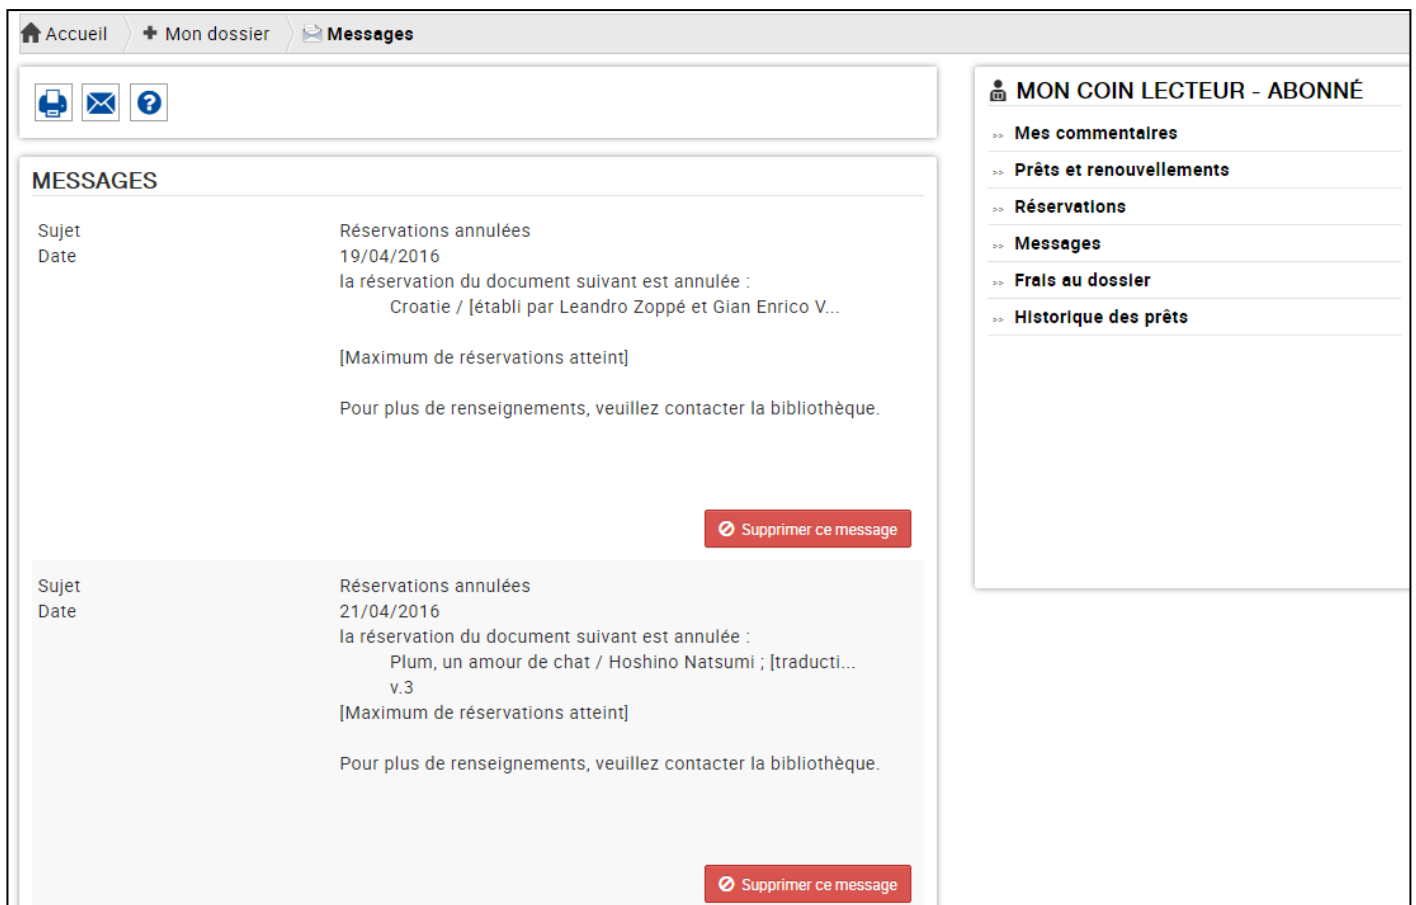 Accueil
Mon dossier
Messages
MESSAGES
Sujet
Réservations annulées
Date
19/04/2016
la réservation du document suivant est annulée :
Croatie / [établi par Leandro Zoppé et Gian Enrico V...
[Maximum de réservations atteint]
Pour plus de renseignements, veuillez contacter la bibliothèque.
Supprimer ce message
Sujet
Réservations annulées
Date
21/04/2016
la réservation du document suivant est annulée :
Plum, un amour de chat / Hoshino Natsumi ; [traducti...
v.3
[Maximum de réservations atteint]
Pour plus de renseignements, veuillez contacter la bibliothèque.
Supprimer ce message
MON COIN LECTEUR - ABONNÉ
Mes commentaires
Prêts et renouvellements
Réservations
Messages
Frais au dossier
Historique des prêts